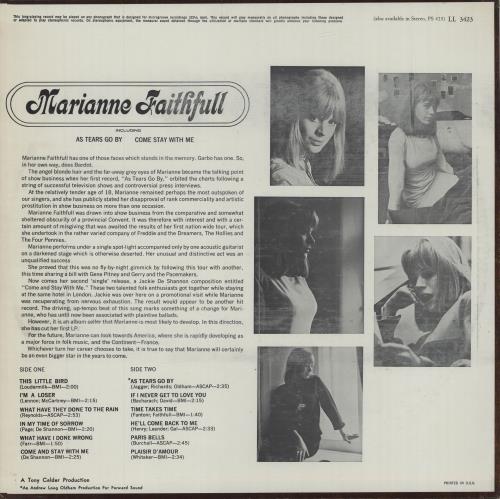 This long-playing record may be played on any phonograph that is designed for microgroove recordings (33⅓ rpm). This record will play monaurally on all phonographs including those designed
or adapted to play stereophonic records. On stereophonic equipment, the
(also available in Stereo, PS 423) LL 3423
Marianne Faithfull
INCLUDING
AS TEARS GO BY COME STAY WITH ME
Marianne Faithfull has one of those faces which stands in the memory. Garbo has one. So,
in her own way, does Bardot.
The angel blonde hair and the far-away grey eyes of Marianne became the talking point
of show business when her first record, "As Tears Go By," orbited the charts following a
string of successful television shows and controversial press interviews.
At the relatively tender age of 18, Marianne remained perhaps the most outspoken of
our singers, and she has publicly stated her disapproval of rank commerciality and artistic
prostitution in show business on more than one occasion.
Marianne Faithfull was drawn into show business from the comparative and somewhat
sheltered obscurity of a provincial Convent. It was therefore with interest and with a cer-
tain amount of misgiving that was awaited the results of her first nation wide tour, which
she undertook in the rather varied company of Freddie and the Dreamers, The Hollies and
The Four Pennies.
Marianne performs under a single spot-light accompanied only by one acoustic guitarist
on a darkened stage which is otherwise deserted. Her unusual and distinctive act was an
unqualified success
She proved that this was no fly-by-night gimmick by following this tour with another,
this time sharing a bill with Gene Pitney and Gerry and the Pacemakers.
Now comes her second 'single' release, a Jackie De Shannon composition entitled
"Come and Stay With Me." These two talented folk enthusiasts got together while staying
at the same hotel in London. Jackie was over here on a promotional visit while Marianne
was recuperating from nervous exhaustion. The result would appear to be another hit
record. The driving, up-tempo beat of this song marks something of a change for Mari-
anne, who has until now been associated with plaintive ballads.
However, it is an album seller that Marianne is most likely to develop. In this direction,
she has cut her first LP.
For the future, Marianne can look towards America, where she is rapidly developing as
a major force in folk music, and the Continent—France.
Whichever turn her career chooses to take, it is true to say that Marianne will certainly
be an even bigger star in the years to come.
SIDE ONE
THIS LITTLE BIRD
(Loudermilk—BMI—2:00)
I'M A LOSER
(Lennon; McCartney—BMI—2:15)
WHAT HAVE THEY DONE TO THE RAIN
(Reynolds—ASCAP—2:53)
IN MY TIME OF SORROW
(Page; De Shannon—BMI—2:20)
WHAT HAVE I DONE WRONG
(Farr—BMI—1:50)
COME AND STAY WITH ME
(De Shannon—BMI—2:25)
SIDE TWO
*AS TEARS GO BY
(Jagger; Richards; Oldham—ASCAP—2:35)
IF I NEVER GET TO LOVE YOU
(Bacharach; David—BMI—2:15)
TIME TAKES TIME
(Fantoni; Faithfull—BMI—1:40)
HE'LL COME BACK TO ME
(Henry; Leander; Gal—ASCAP—2:33)
PARIS BELLS
(Burchall—ASCAP—2:45)
PLAISIR D'AMOUR
(Whitaker—BMI—2:34)
A Tony Calder Production
*An Andrew Loog Oldham Production For Forward Sound
PRINTED IN U.S.A.